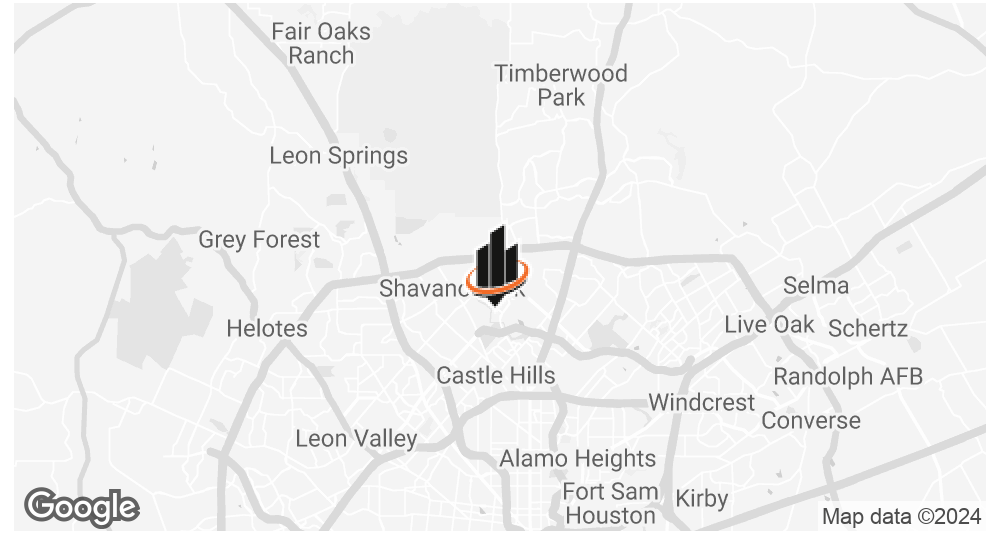 Fair Oaks
Ranch
Timberwood
Park
Leon Springs
Grey Forest
Selma
Helotes
Live Oak
Schertz
Castle Hills
Randolph AFB
Windcrest
Converse
Leon Valley
Alamo Heights
Fort Sam
Houston
Kirby
Google
Map data ©2024